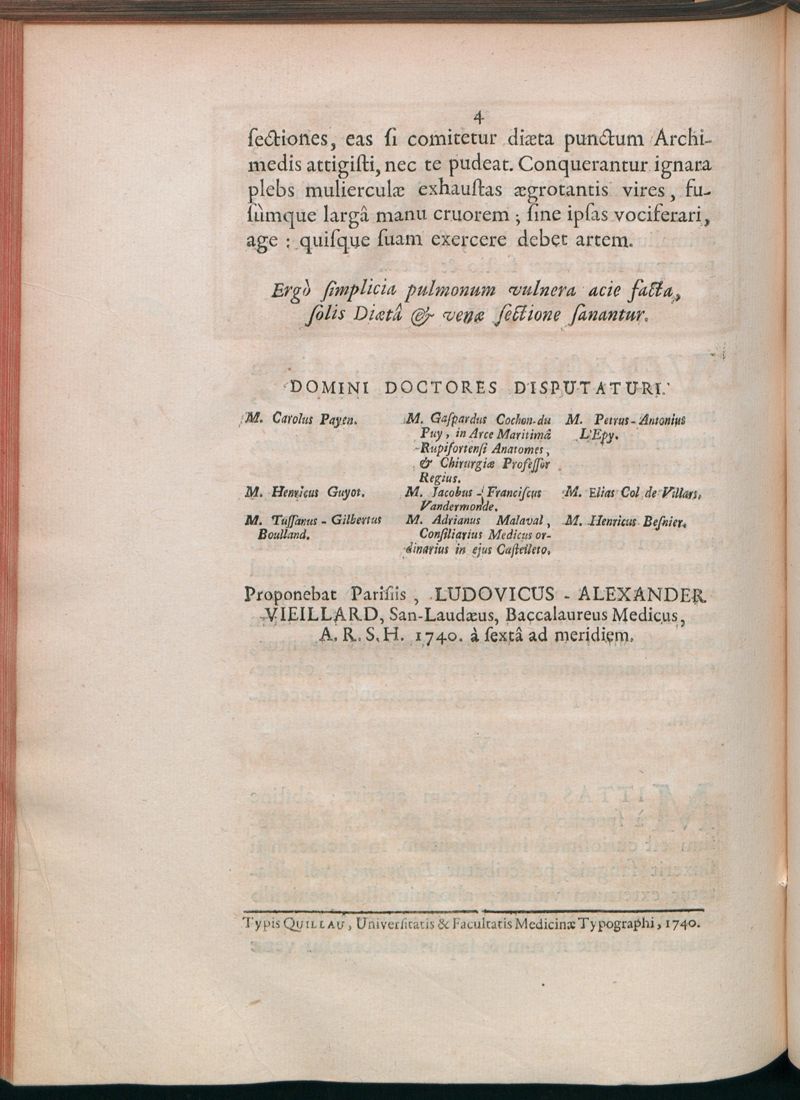 4
ſectiones, eas ſi comitetur diæta punctum Archi-
medis attigiſti, nec te pudeat. Conquerantur ignara
plebs mulierculæ exhauſtas ægrotantis vires, fu-
ſùmque largâ manu cruorem ; ſine ipſas vociferari,
age : quiſque ſuam exercere debet artem.
Ergò ſimplicia pulmonum vulnera acie facta,
ſolis Diætâ & venæ ſectione ſanantur.
DOMINI DOCTORES DISPUTATURI.
M. Carolus Payen.
M. Gaſpardus Cochon-du
Puy, in Arce Maritimâ
Rupifortenſi Anatomes,
& Chirurgiæ Profeſſor
Regius.
M. Petrus-Antonius
L'Epy.
M. Henricus Guyot.
M. Jacobus-Franciſcus
Vandermonde.
M. Elias Col de Villars,
M. Tuſſanus - Gilbertus
Boulland.
M. Adrianus Malaval,
Conſiliarius Medicus or-
dinarius in ejus Caſtelleto.
M. Henricus Beſnier.
Proponebat Pariſiis, LUDOVICUS - ALEXANDER
VIEILLARD, San-Laudæus, Baccalaureus Medicus,
A. R. S. H. 1740. à ſextâ ad meridiem.
Typis QUILLAU, Univerſitatis & Facultatis Medicinæ Typographi, 1740.